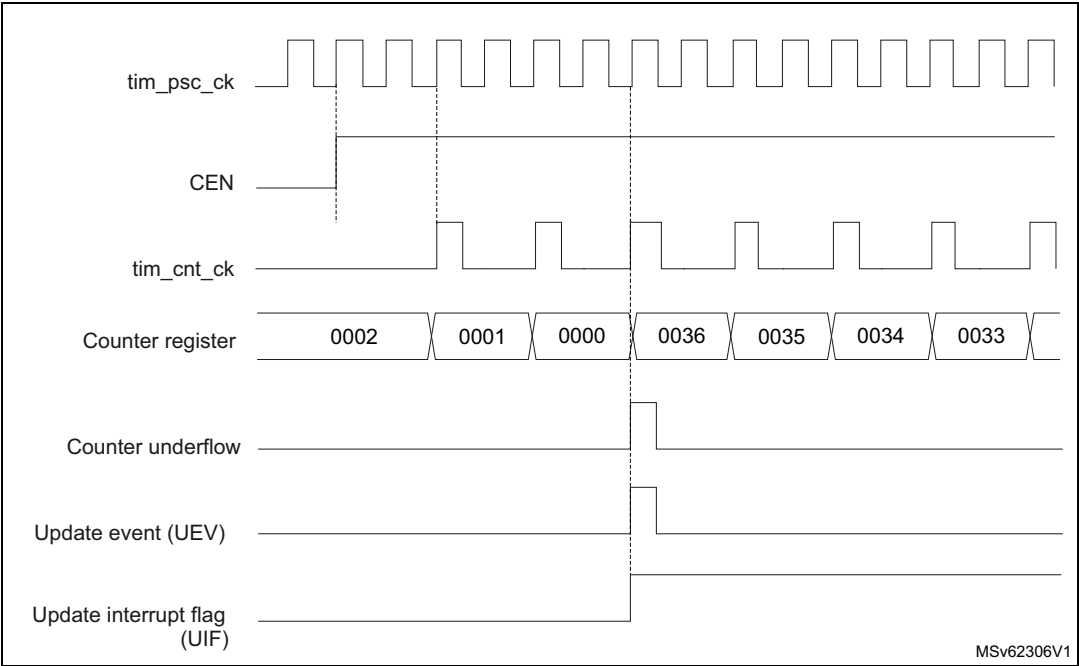 tim_psc_ck
CEN
tim_cnt_ck
Counter register 0002 0001 0000 0036 0035 0034 0033
Counter underflow
Update event (UEV)
Update interrupt flag
(UIF)
MSv62306V1